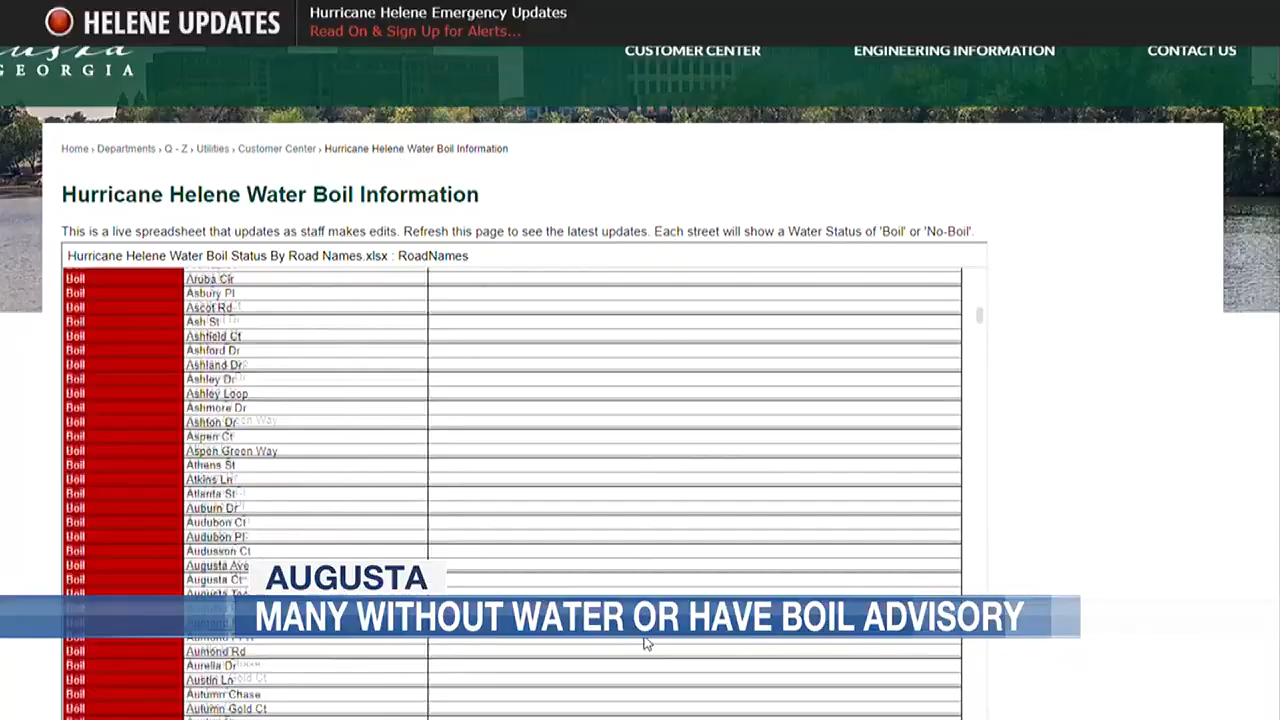 HELENE UPDATES
Hurricane Helene Emergency Updates
Read On & Sign Up for Alerts...
GEORGIA
CUSTOMER CENTER
ENGINEERING INFORMATION
CONTACT US
Home › Departments › Q - Z › Utilities › Customer Center › Hurricane Helene Water Boil Information
Hurricane Helene Water Boil Information
This is a live spreadsheet that updates as staff makes edits. Refresh this page to see the latest updates. Each street will show a Water Status of 'Boil' or 'No-Boil'.
Hurricane Helene Water Boil Status By Road Names.xlsx : RoadNames
Boil Aruba Cir
Boil Asbury Pl
Boil Ascot Rd
Boil Ash St
Boil Ashfield Ct
Boil Ashford Dr
Boil Ashland Dr
Boil Ashley Dr
Boil Ashley Loop
Boil Ashmore Dr
Boil Ashton Dr
Boil Aspen Ct
Boil Aspen Green Way
Boil Athens St
Boil Atkins Ln
Boil Atlanta St
Boil Auburn Dr
Boil Audubon Ct
Boil Audubon Pl
Boil Audusson Ct
Boil Augusta Ave
Boil Augusta Ct
AUGUSTA
MANY WITHOUT WATER OR HAVE BOIL ADVISORY
Boil Aumond Rd
Boil Aurelia Dr
Boil Austin Ln
Boil Autumn Chase
Boil Autumn Gold Ct